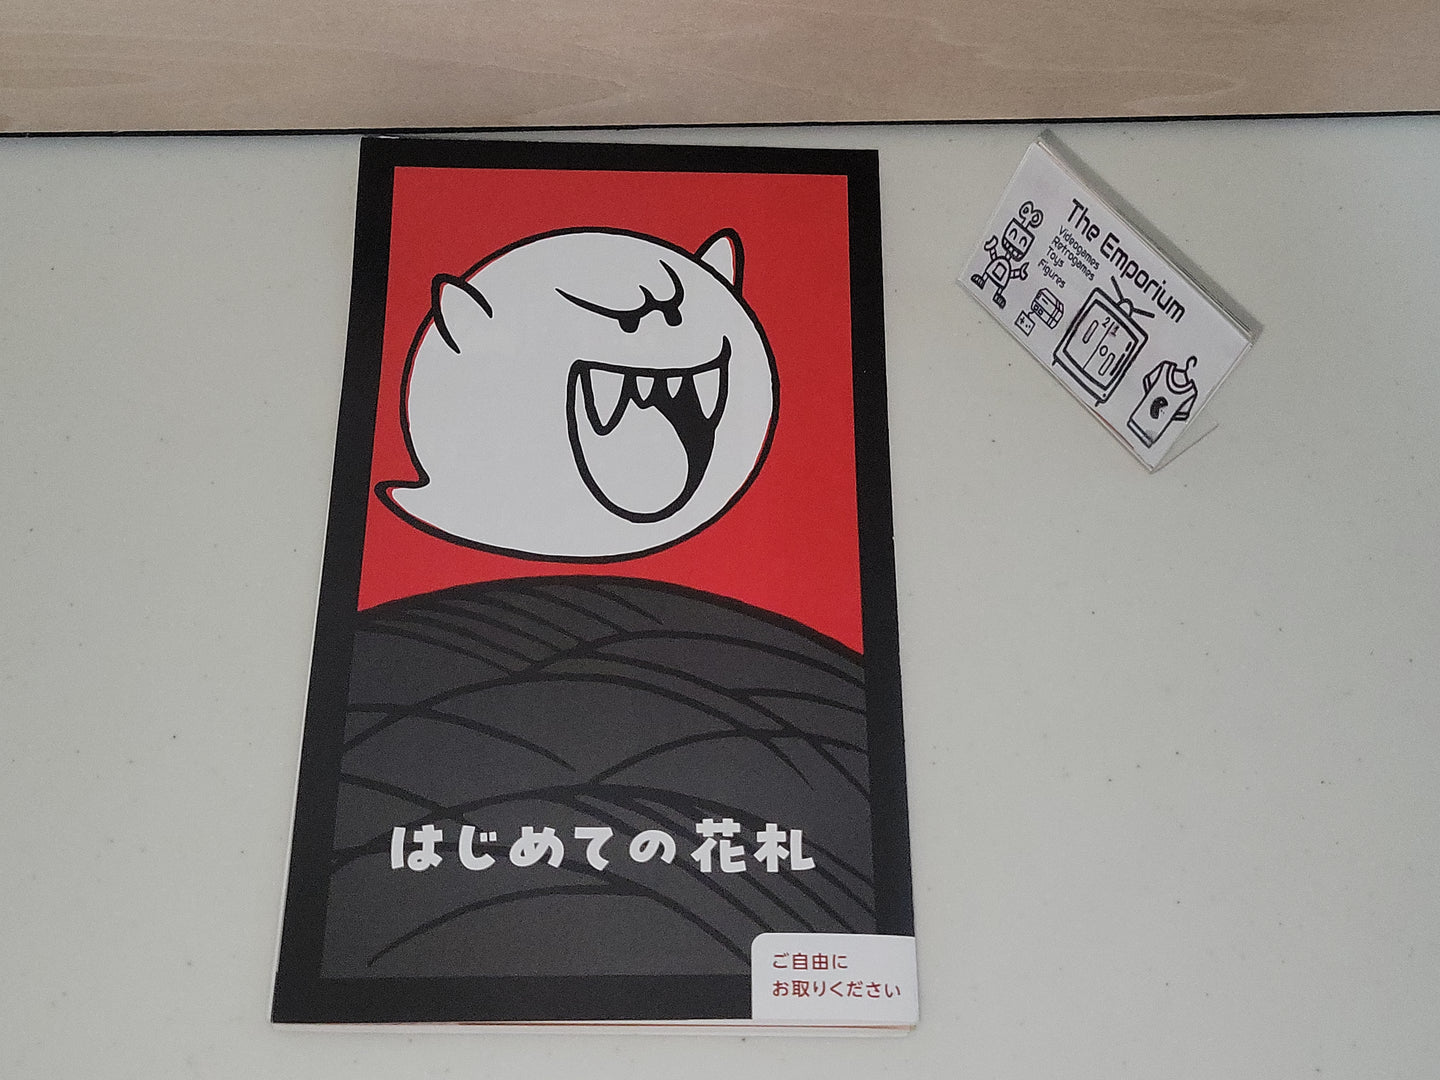 はじめての花札
ご自由に
お取りください
The Emporium
Videogames
Retrogames
Toys
Figures